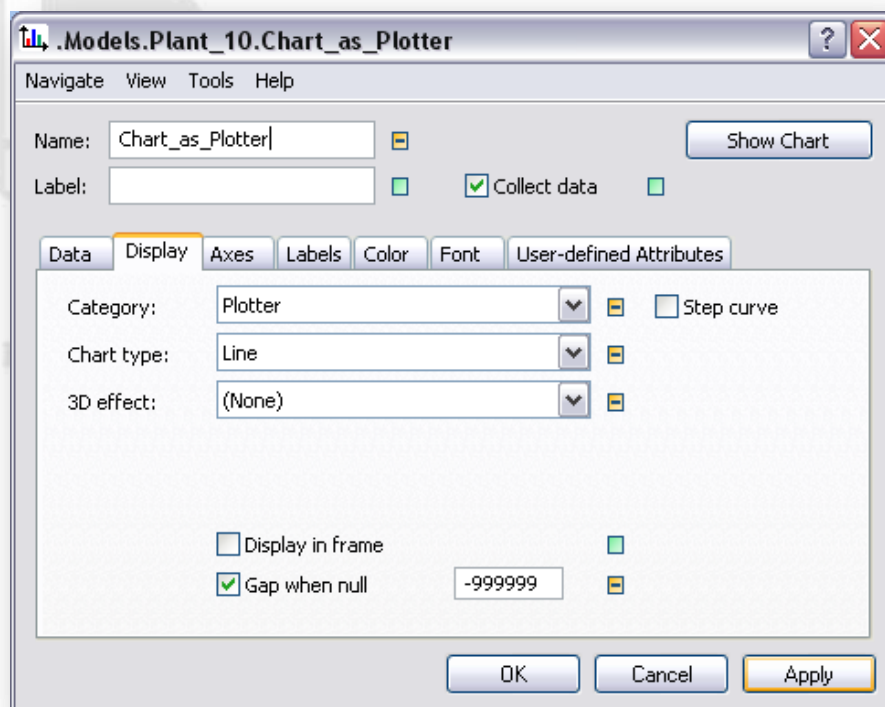 .Models.Plant_10.Chart_as_Plotter ?
Navigate View Tools Help
Name: Chart_as_Plotter Show Chart
Label: Collect data
Data Display Axes Labels Color Font User-defined Attributes
Category: Plotter Step curve
Chart type: Line
3D effect: (None)
Display in frame
Gap when null -999999
OK Cancel Apply